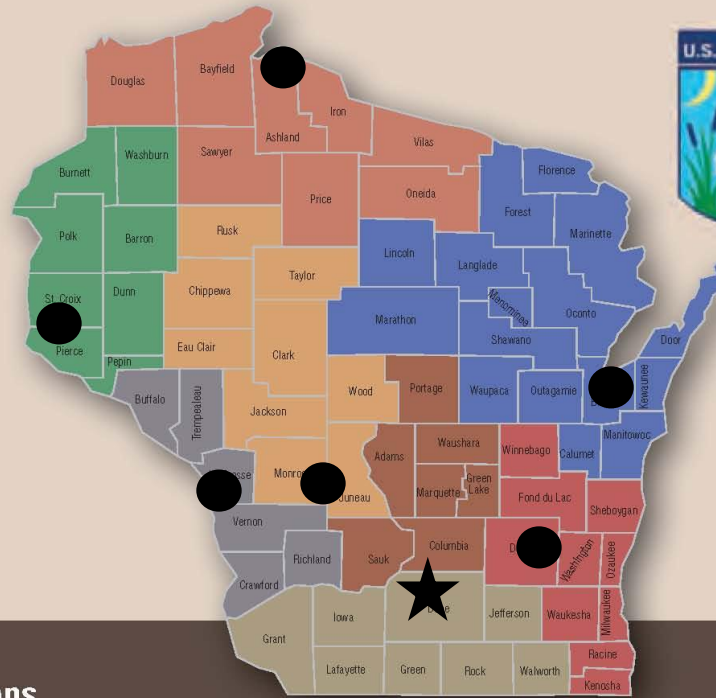 U.S.
Douglas
Bayfield
Iron
Ashland
Vilas
Burnett
Washburn
Sawyer
Price
Oneida
Florence
Forest
Marinette
Polk
Barron
Rusk
Lincoln
Langlade
Taylor
Chippewa
St. Croix
Dunn
Menominee
Oconto
Marathon
Shawano
Door
Pierce
Pepin
Eau Clair
Clark
Wood
Portage
Waupaca
Outagamie
Kewaunee
Buffalo
Trempealeau
Jackson
Adams
Waushara
Winnebago
Calumet
Manitowoc
Monroe
Juneau
Marquette
Green
Lake
Fond du Lac
Sheboygan
Vernon
Richland
Sauk
Columbia
Washington
Ozaukee
Crawford
Grant
Iowa
Jefferson
Waukesha
Milwaukee
Lafayette
Green
Rock
Walworth
Racine
Kenosha